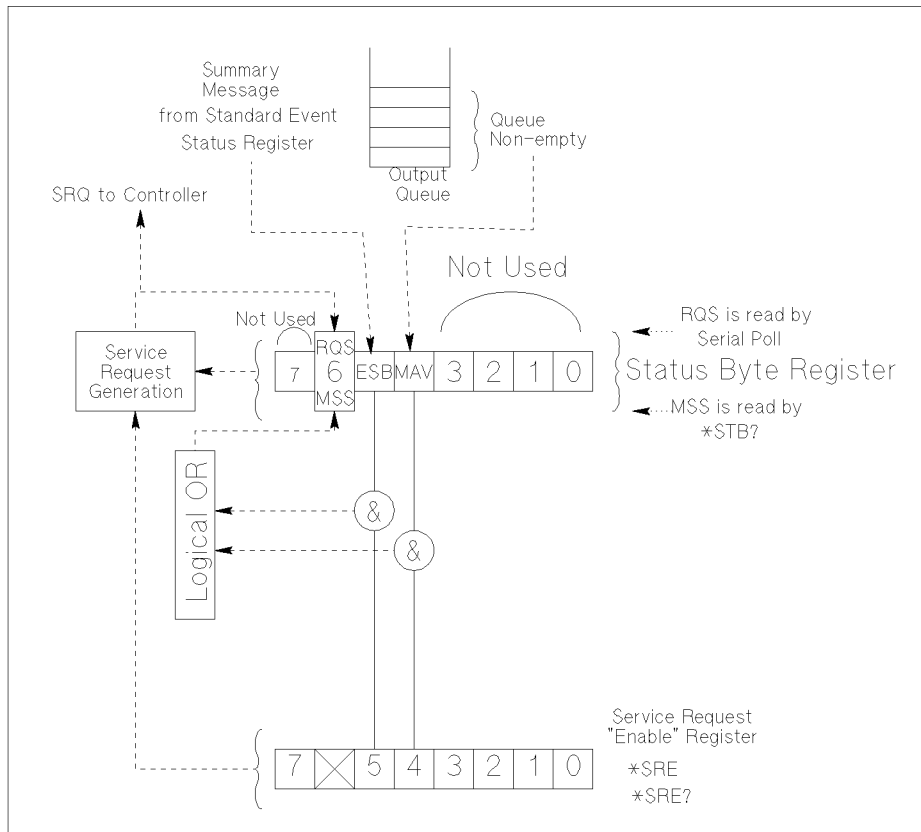 Summary
Message
from Standard Event
Status Register
Queue
Non-empty
Output
Queue
SRQ to Controller
Not Used
Not Used
RQS is read by
Serial Poll
Service
Request
Generation
7
RQS
6
MSS
ESB
MAV
3
2
1
0
Status Byte Register
MSS is read by
*STB?
Logical OR
&
&
Service Request
"Enable" Register
*SRE
*SRE?
7
5
4
3
2
1
0